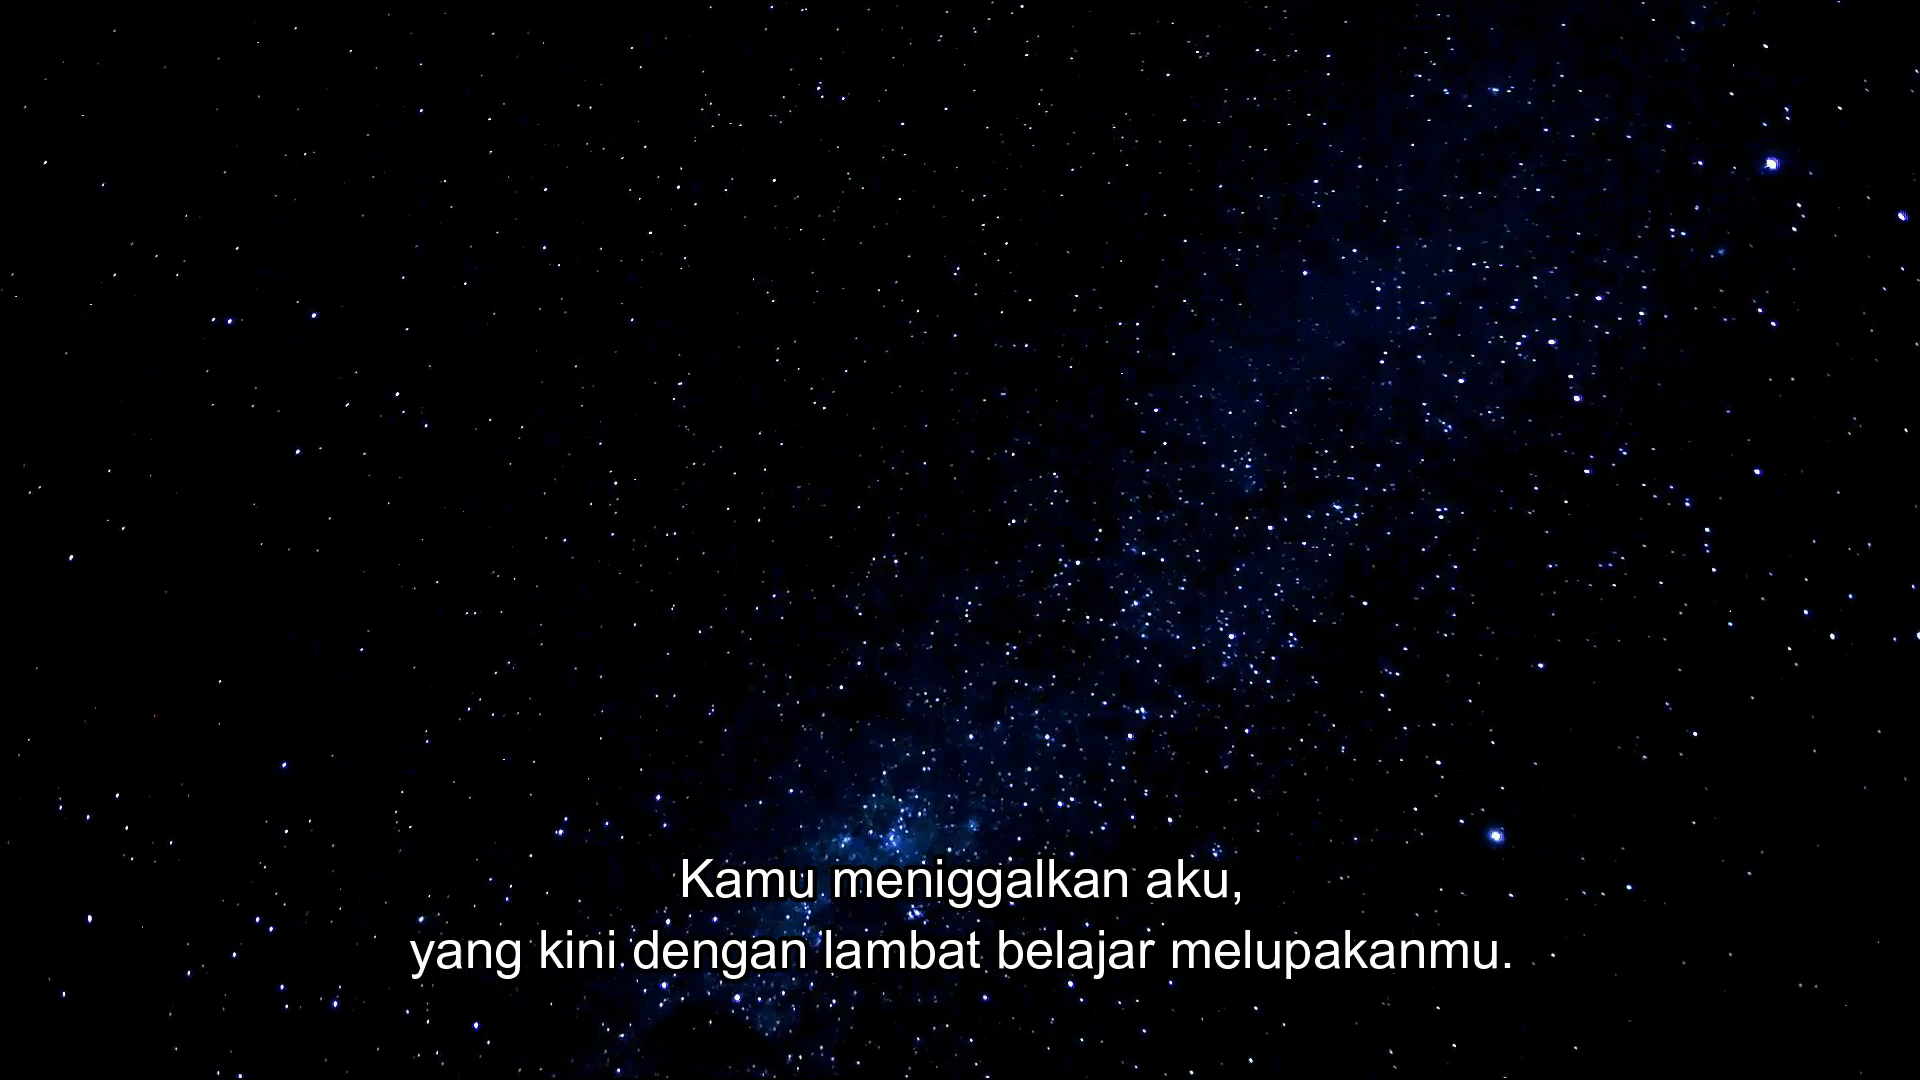 Kamu meniggalkan aku,
yang kini dengan lambat belajar melupakanmu.